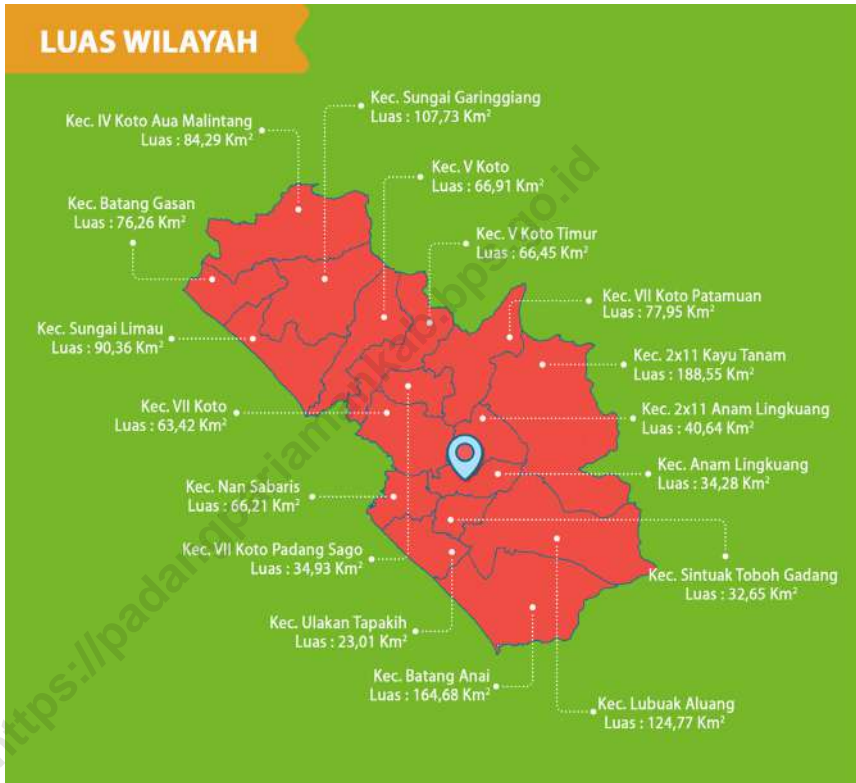 LUAS WILAYAH
Kec. Sungai Garinggiang
Luas : 107,73 Km²
Kec. IV Koto Aua Malintang
Luas : 84,29 Km²
Kec. V Koto
Luas : 66,91 Km²
Kec. Batang Gasan
Luas : 76,26 Km²
Kec. V Koto Timur
Luas : 66,45 Km²
Kec. VII Koto Patamuan
Luas : 77,95 Km²
Kec. Sungai Limau
Luas : 90,36 Km²
Kec. 2x11 Kayu Tanam
Luas : 188,55 Km²
Kec. VII Koto
Luas : 63,42 Km²
Kec. 2x11 Anam Lingkuang
Luas : 40,64 Km²
Kec. Anam Lingkuang
Luas : 34,28 Km²
Kec. Nan Sabaris
Luas : 66,21 Km²
Kec. VII Koto Padang Sago
Luas : 34,93 Km²
Kec. Sintuak Toboh Gadang
Luas : 32,65 Km²
Kec. Ulakan Tapakih
Luas : 23,01 Km²
Kec. Batang Anai
Luas : 164,68 Km²
Kec. Lubuak Aluang
Luas : 124,77 Km²
https://padangpariamankab.bps.go.id